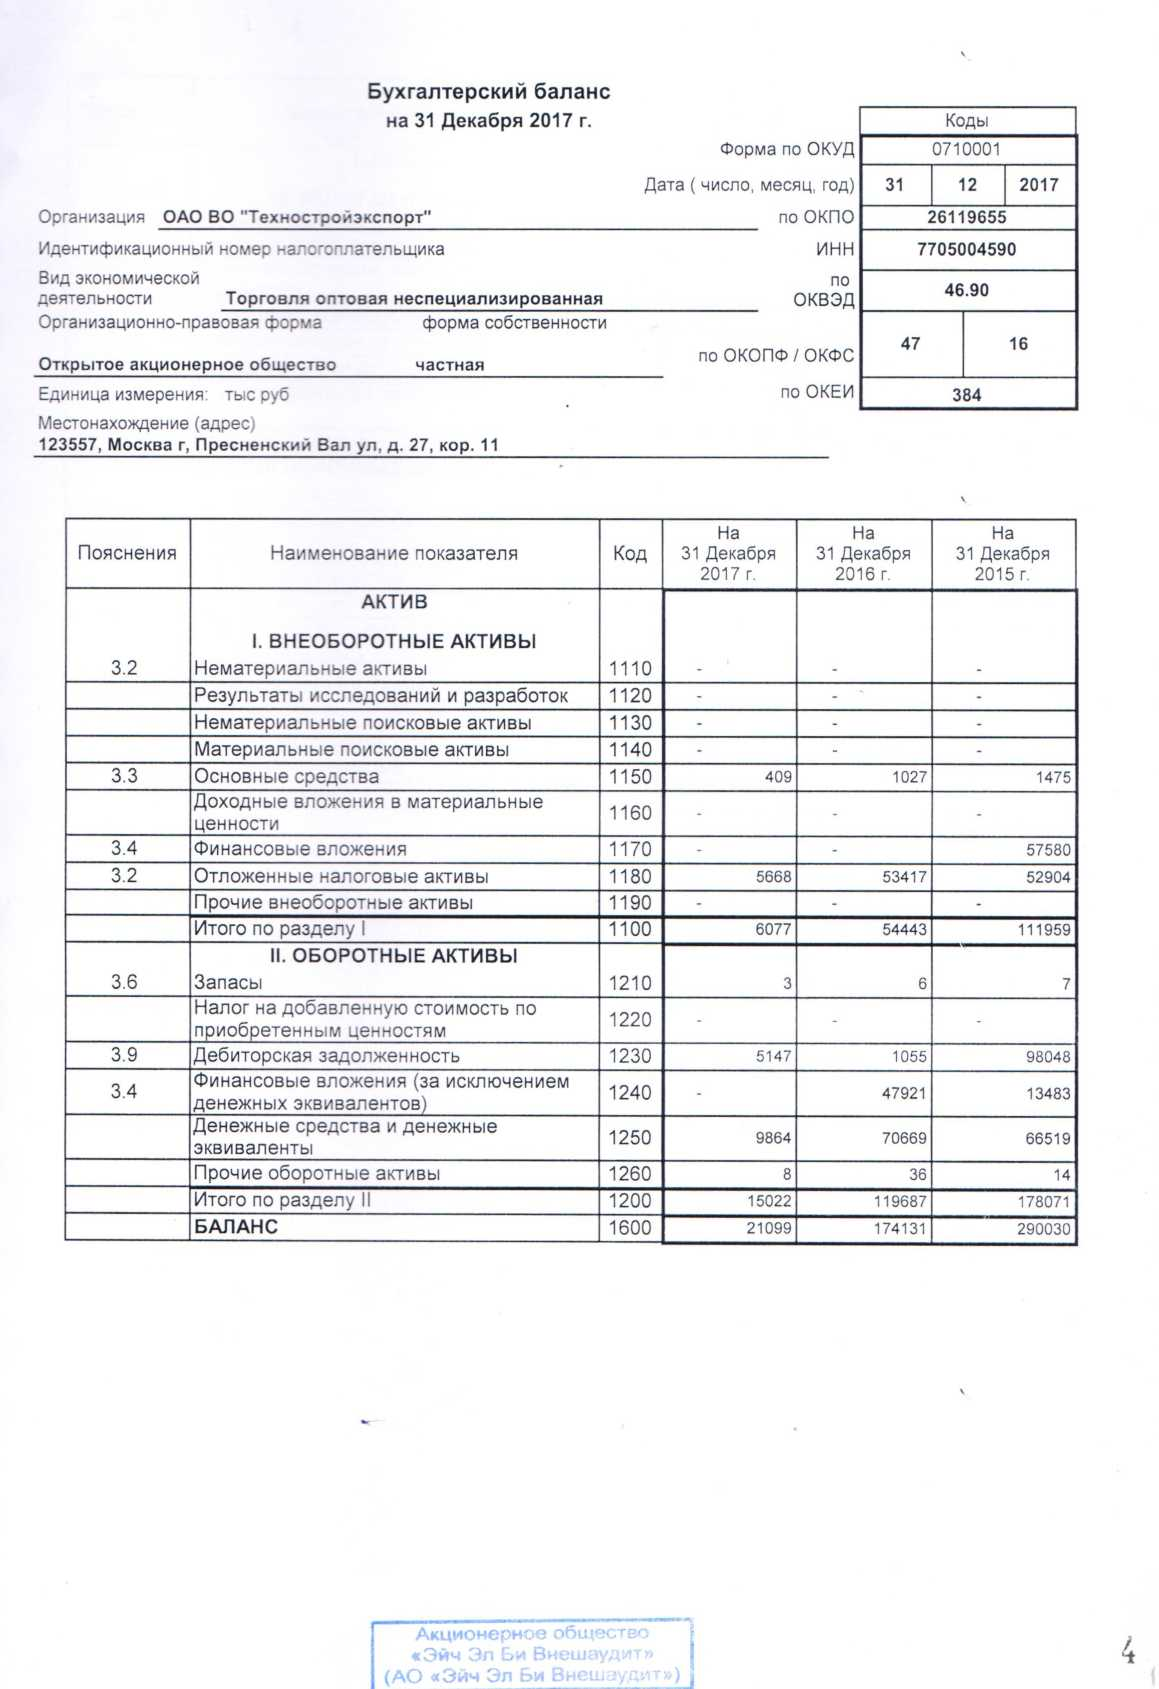 Бухгалтерский баланс
на 31 Декабря 2017 г.
Коды
Форма по ОКУД 0710001
Дата ( число, месяц, год) 31 12 2017
Организация ОАО ВО "Техностройэкспорт" по ОКПО 26119655
Идентификационный номер налогоплательщика ИНН 7705004590
Вид экономической
деятельности Торговля оптовая неспециализированная по
ОКВЭД 46.90
Организационно-правовая форма форма собственности
Открытое акционерное общество частная по ОКОПФ / ОКФС 47 16
Единица измерения: тыс руб по ОКЕИ 384
Местонахождение (адрес)
123557, Москва г, Пресненский Вал ул, д. 27, кор. 11
Пояснения Наименование показателя Код На
31 Декабря
2017 г. На
31 Декабря
2016 г. На
31 Декабря
2015 г.
АКТИВ
I. ВНЕОБОРОТНЫЕ АКТИВЫ
3.2 Нематериальные активы 1110 - - -
Результаты исследований и разработок 1120 - - -
Нематериальные поисковые активы 1130 - - -
Материальные поисковые активы 1140 - - -
3.3 Основные средства 1150 409 1027 1475
Доходные вложения в материальные
ценности 1160 - - -
3.4 Финансовые вложения 1170 - - 57580
3.2 Отложенные налоговые активы 1180 5668 53417 52904
Прочие внеоборотные активы 1190 - - -
Итого по разделу I 1100 6077 54443 111959
II. ОБОРОТНЫЕ АКТИВЫ
3.6 Запасы 1210 3 6 7
Налог на добавленную стоимость по
приобретенным ценностям 1220 - - -
3.9 Дебиторская задолженность 1230 5147 1055 98048
3.4 Финансовые вложения (за исключением
денежных эквивалентов) 1240 - 47921 13483
Денежные средства и денежные
эквиваленты 1250 9864 70669 66519
Прочие оборотные активы 1260 8 36 14
Итого по разделу II 1200 15022 119687 178071
БАЛАНС 1600 21099 174131 290030
Акционерное общество
«Эйч Эл Би Внешаудит»
(АО «Эйч Эл Би Внешаудит»)
4